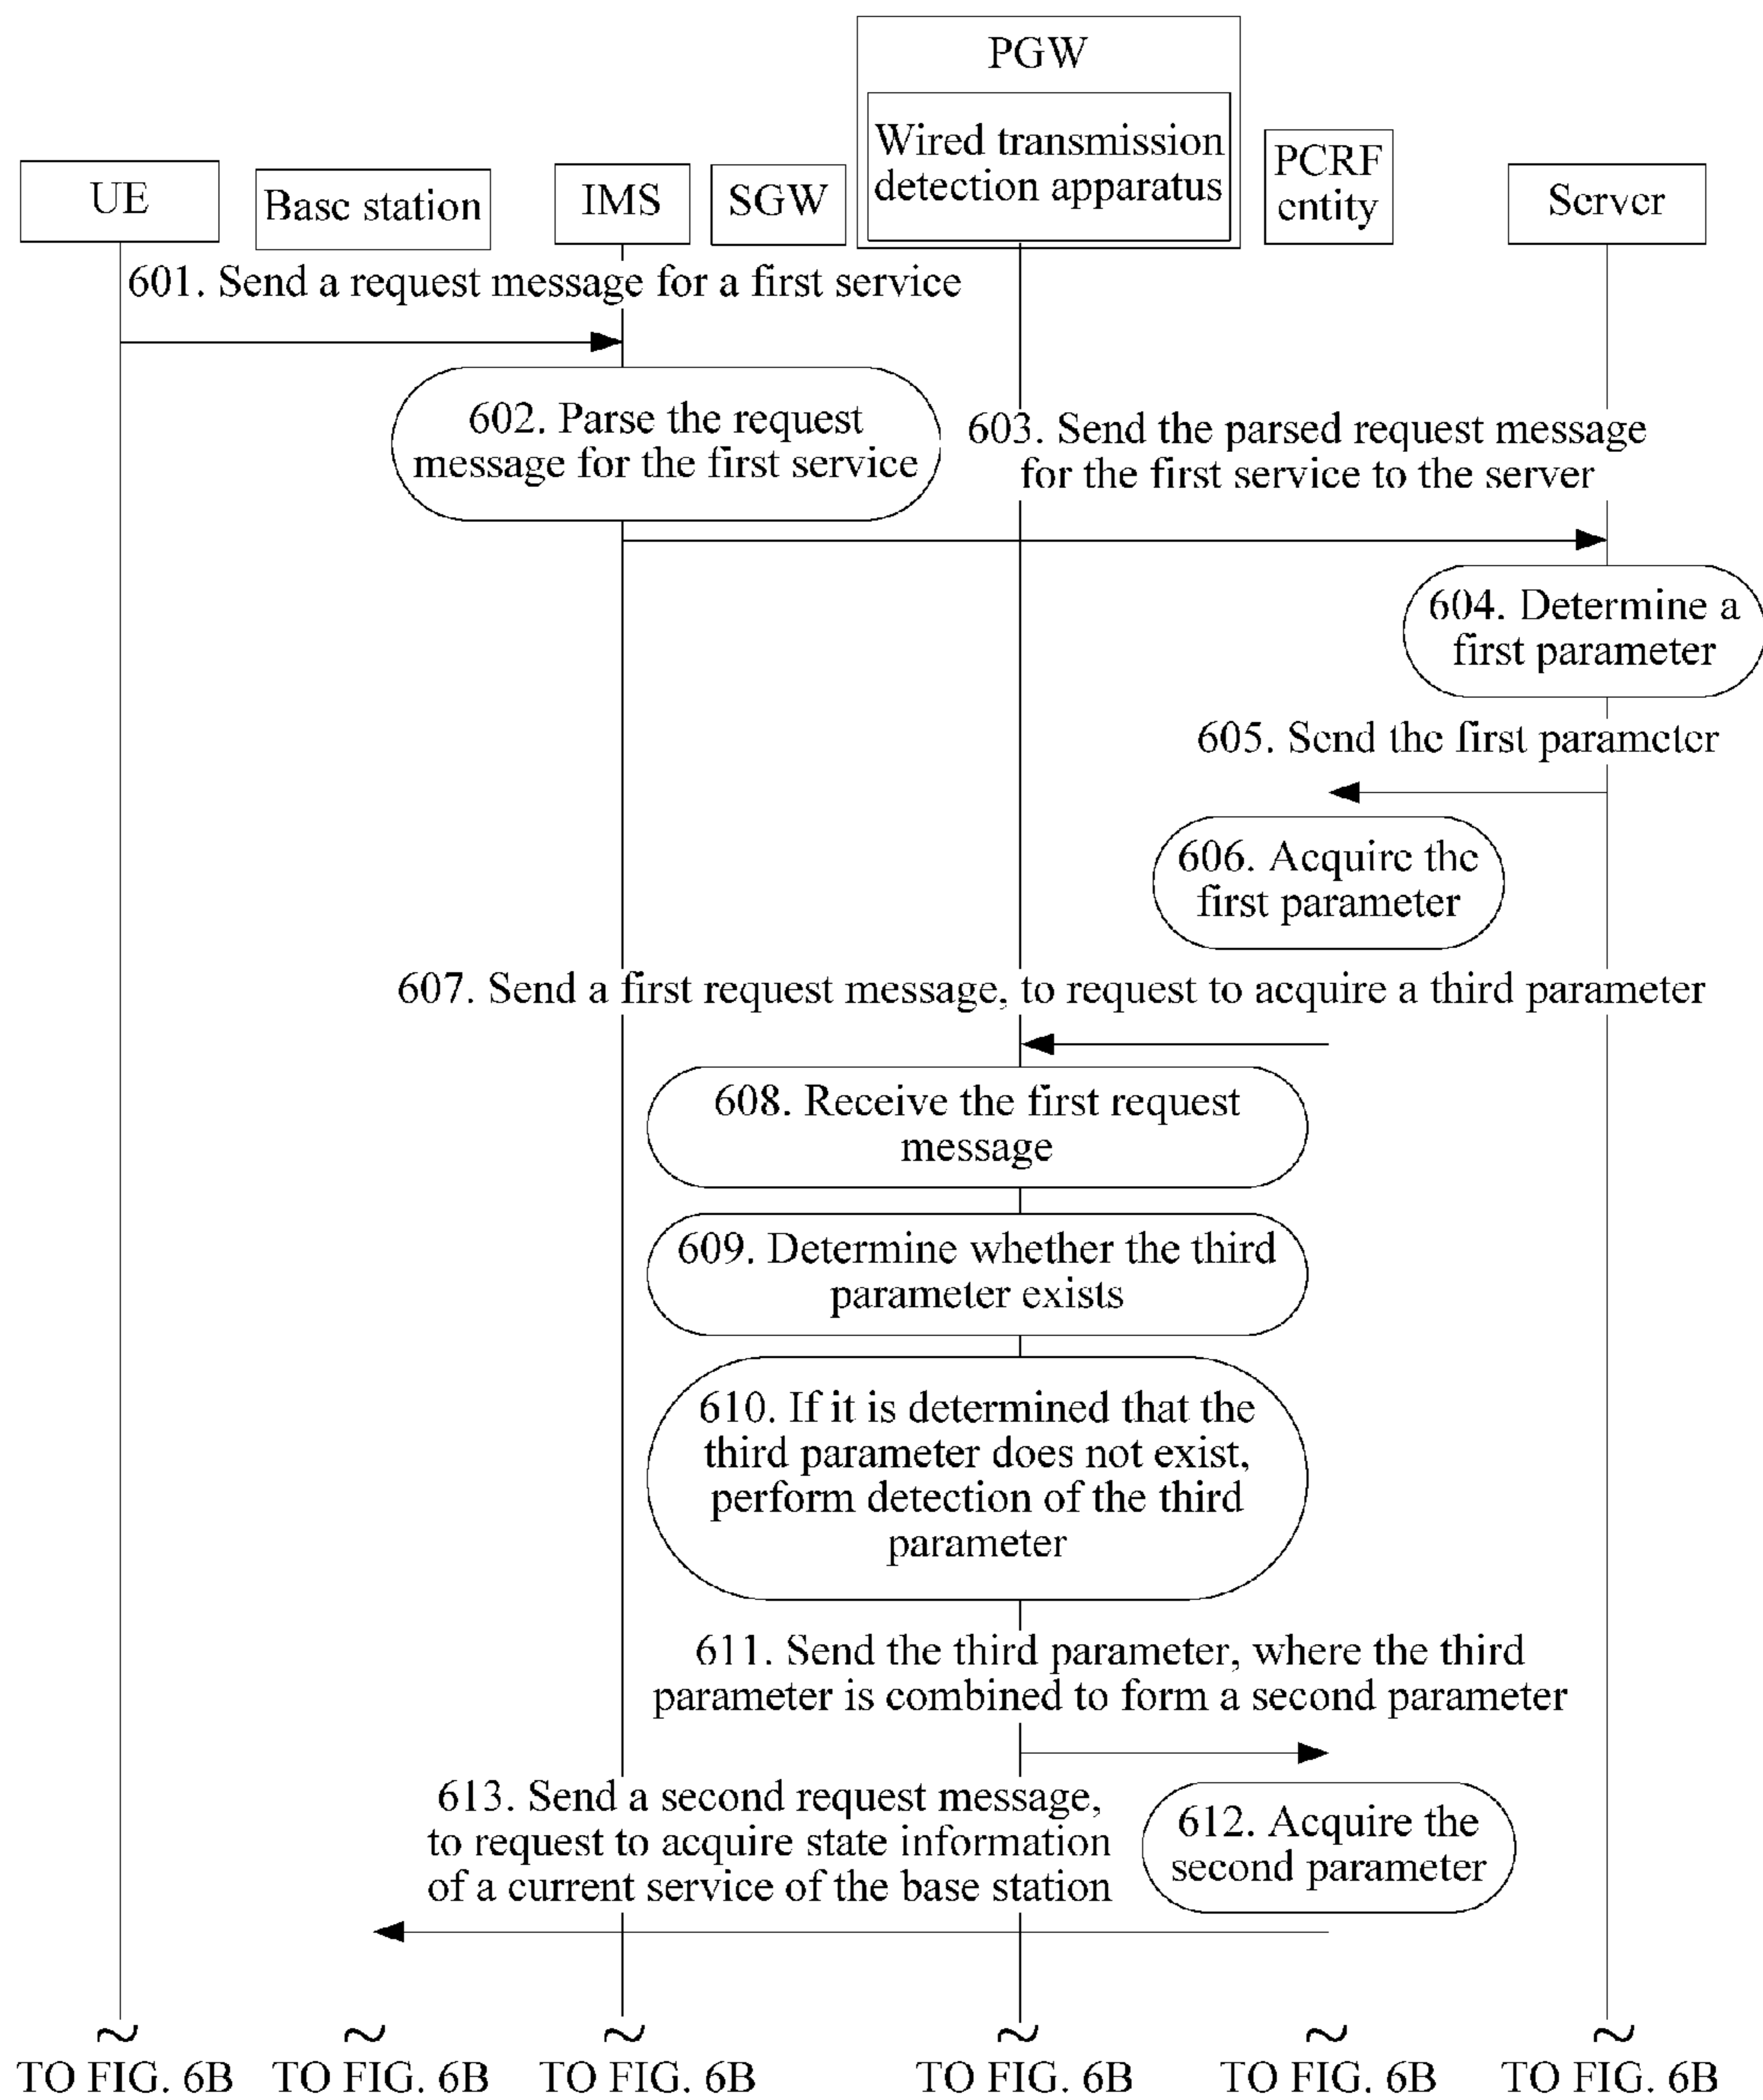 PGW
Wired transmission
detection apparatus
UE
Base station
IMS
SGW
PCRF
entity
Server
601. Send a request message for a first service
602. Parse the request
message for the first service
603. Send the parsed request message
for the first service to the server
604. Determine a
first parameter
605. Send the first parameter
606. Acquire the
first parameter
607. Send a first request message, to request to acquire a third parameter
608. Receive the first request
message
609. Determine whether the third
parameter exists
610. If it is determined that the
third parameter does not exist,
perform detection of the third
parameter
611. Send the third parameter, where the third
parameter is combined to form a second parameter
612. Acquire the
second parameter
613. Send a second request message,
to request to acquire state information
of a current service of the base station
TO FIG. 6B
TO FIG. 6B
TO FIG. 6B
TO FIG. 6B
TO FIG. 6B
TO FIG. 6B